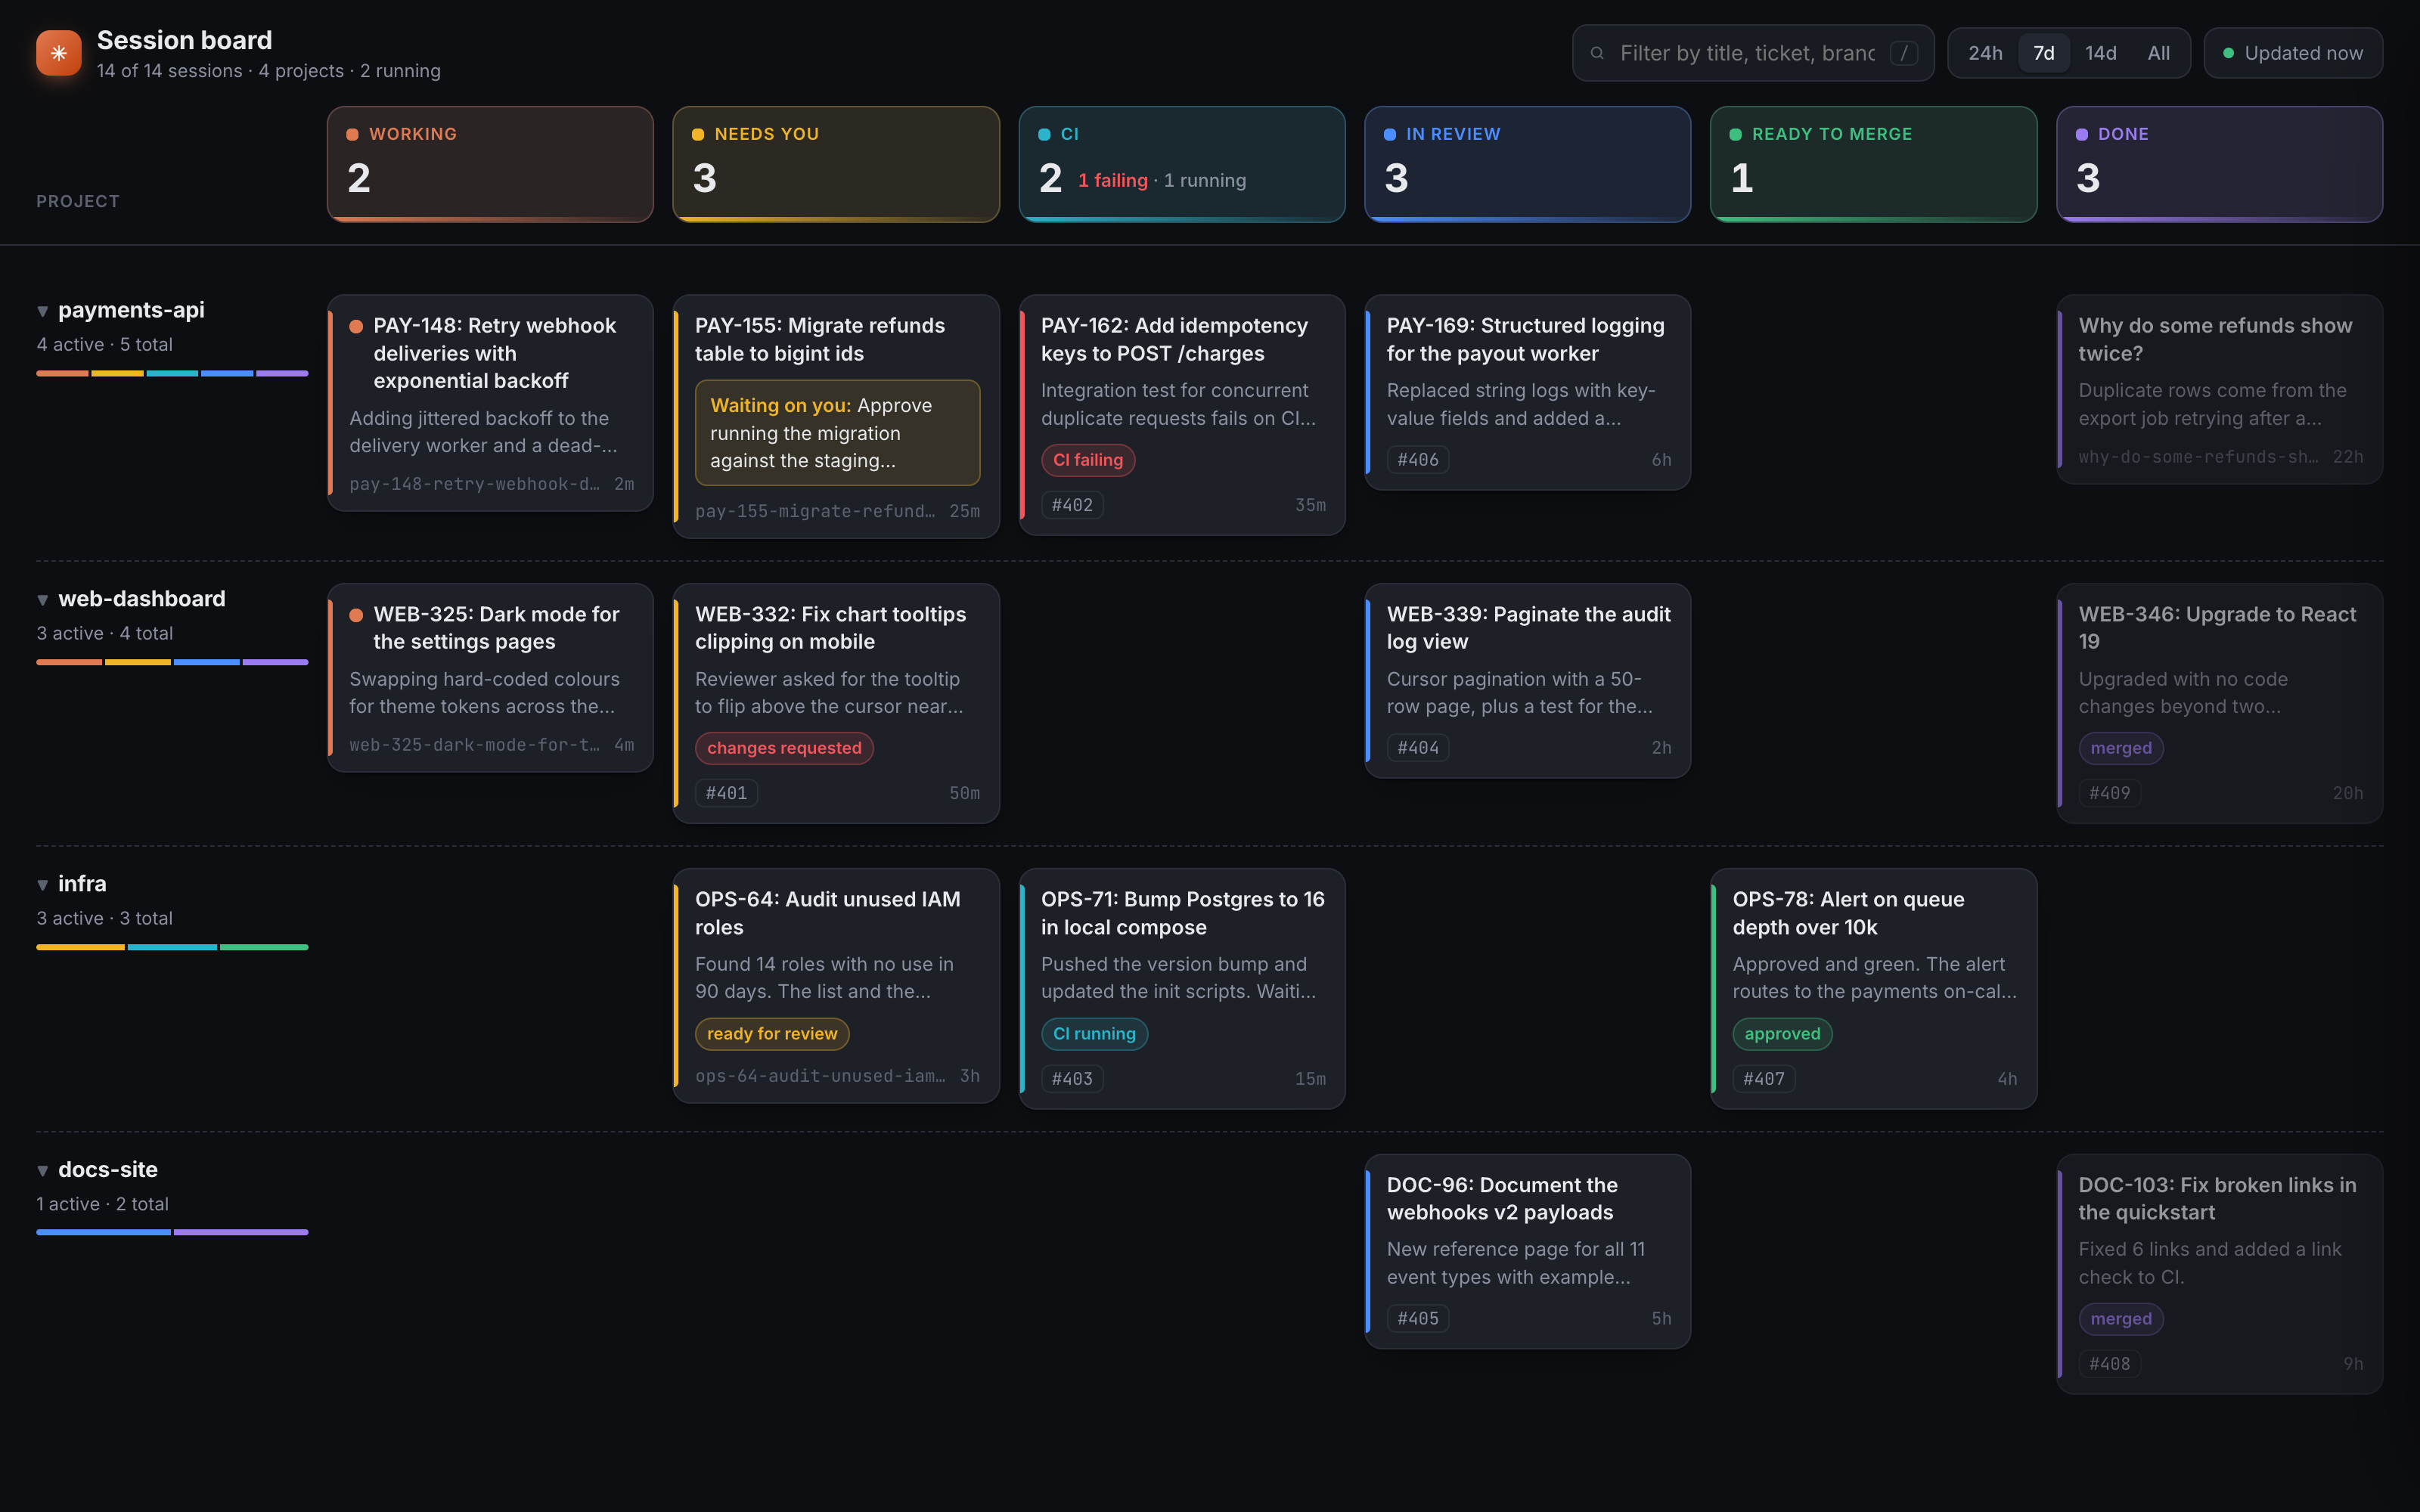 Session board
14 of 14 sessions · 4 projects · 2 running
Filter by title, ticket, branc
/
24h
7d
14d
All
Updated now
PROJECT
WORKING
2
NEEDS YOU
3
CI
2 1 failing · 1 running
IN REVIEW
3
READY TO MERGE
1
DONE
3
payments-api
4 active · 5 total
PAY-148: Retry webhook
deliveries with
exponential backoff
Adding jittered backoff to the
delivery worker and a dead-...
pay-148-retry-webhook-d… 2m
PAY-155: Migrate refunds
table to bigint ids
Waiting on you: Approve
running the migration
against the staging...
pay-155-migrate-refund… 25m
PAY-162: Add idempotency
keys to POST /charges
Integration test for concurrent
duplicate requests fails on CI...
CI failing
#402 35m
PAY-169: Structured logging
for the payout worker
Replaced string logs with key-
value fields and added a...
#406 6h
Why do some refunds show
twice?
Duplicate rows come from the
export job retrying after a...
why-do-some-refunds-sh… 22h
web-dashboard
3 active · 4 total
WEB-325: Dark mode for
the settings pages
Swapping hard-coded colours
for theme tokens across the...
web-325-dark-mode-for-t… 4m
WEB-332: Fix chart tooltips
clipping on mobile
Reviewer asked for the tooltip
to flip above the cursor near...
changes requested
#401 50m
WEB-339: Paginate the audit
log view
Cursor pagination with a 50-
row page, plus a test for the...
#404 2h
WEB-346: Upgrade to React
19
Upgraded with no code
changes beyond two...
merged
#409 20h
infra
3 active · 3 total
OPS-64: Audit unused IAM
roles
Found 14 roles with no use in
90 days. The list and the...
ready for review
ops-64-audit-unused-iam… 3h
OPS-71: Bump Postgres to 16
in local compose
Pushed the version bump and
updated the init scripts. Waiti...
CI running
#403 15m
OPS-78: Alert on queue
depth over 10k
Approved and green. The alert
routes to the payments on-cal...
approved
#407 4h
docs-site
1 active · 2 total
DOC-96: Document the
webhooks v2 payloads
New reference page for all 11
event types with example...
#405 5h
DOC-103: Fix broken links in
the quickstart
Fixed 6 links and added a link
check to CI.
merged
#408 9h